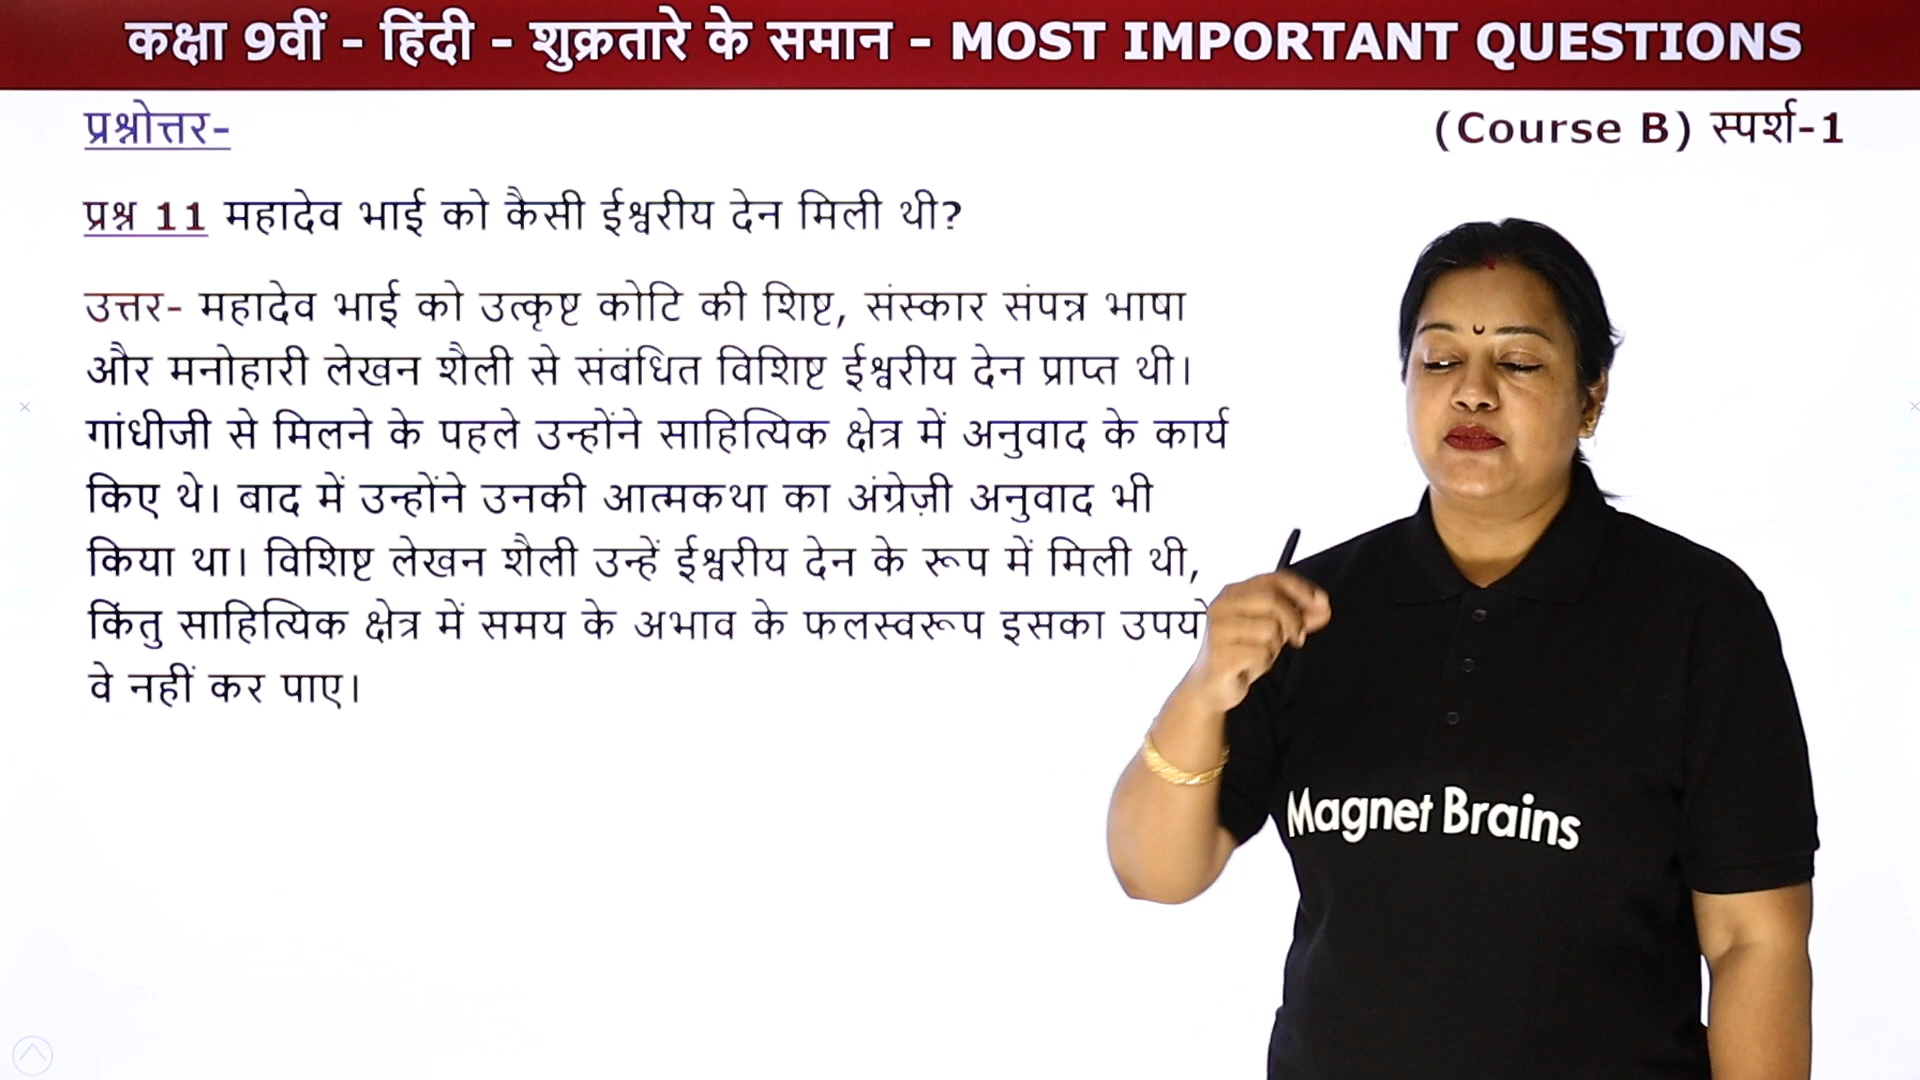 कक्षा 9वीं - हिंदी - शुक्रतारे के समान - MOST IMPORTANT QUESTIONS
प्रश्नोत्तर-
(Course B) स्पर्श-1
प्रश्न 11 महादेव भाई को कैसी ईश्वरीय देन मिली थी?
उत्तर- महादेव भाई को उत्कृष्ट कोटि की शिष्ट, संस्कार संपन्न भाषा
और मनोहारी लेखन शैली से संबंधित विशिष्ट ईश्वरीय देन प्राप्त थी।
गांधीजी से मिलने के पहले उन्होंने साहित्यिक क्षेत्र में अनुवाद के कार्य
किए थे। बाद में उन्होंने उनकी आत्मकथा का अंग्रेज़ी अनुवाद भी
किया था। विशिष्ट लेखन शैली उन्हें ईश्वरीय देन के रूप में मिली थी,
किंतु साहित्यिक क्षेत्र में समय के अभाव के फलस्वरूप इसका
वे नहीं कर पाए।
Magnet Brains